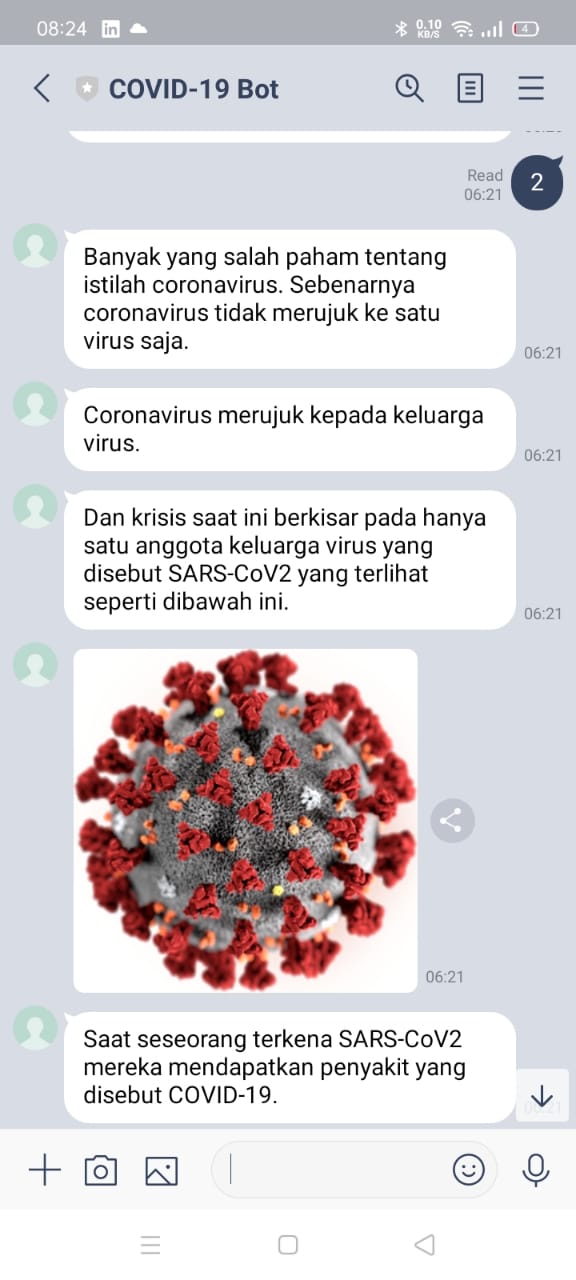 08:24
0.10
KB/S
4
COVID-19 Bot
Read
06:21
2
Banyak yang salah paham tentang
istilah coronavirus. Sebenarnya
coronavirus tidak merujuk ke satu
virus saja.
06:21
Coronavirus merujuk kepada keluarga
virus.
06:21
Dan krisis saat ini berkisar pada hanya
satu anggota keluarga virus yang
disebut SARS-CoV2 yang terlihat
seperti dibawah ini.
06:21
06:21
Saat seseorang terkena SARS-CoV2
mereka mendapatkan penyakit yang
disebut COVID-19.